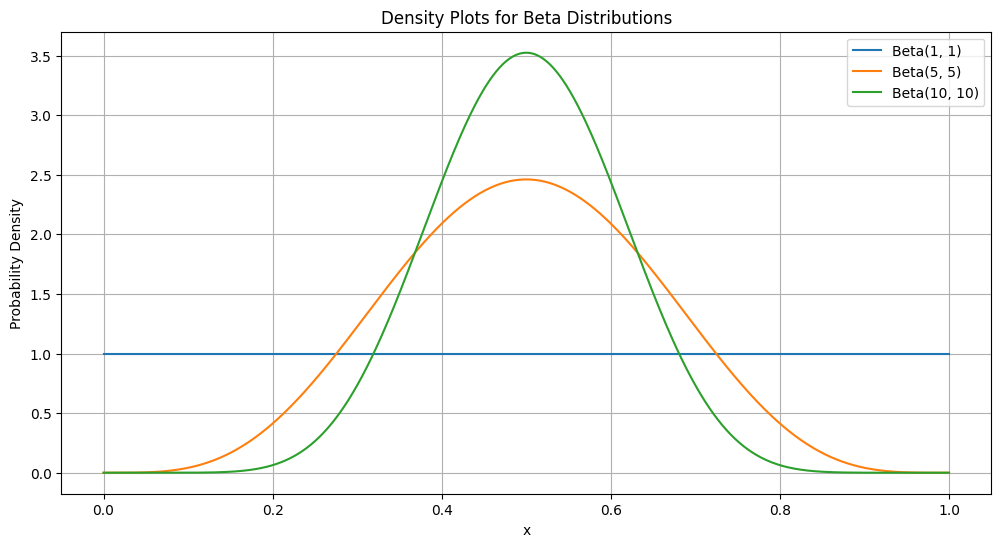 Density Plots for Beta Distributions
Beta(1, 1)
Beta(5, 5)
Beta(10, 10)
Probability Density
3.5
3.0
2.5
2.0
1.5
1.0
0.5
0.0
0.0 0.2 0.4 0.6 0.8 1.0
x